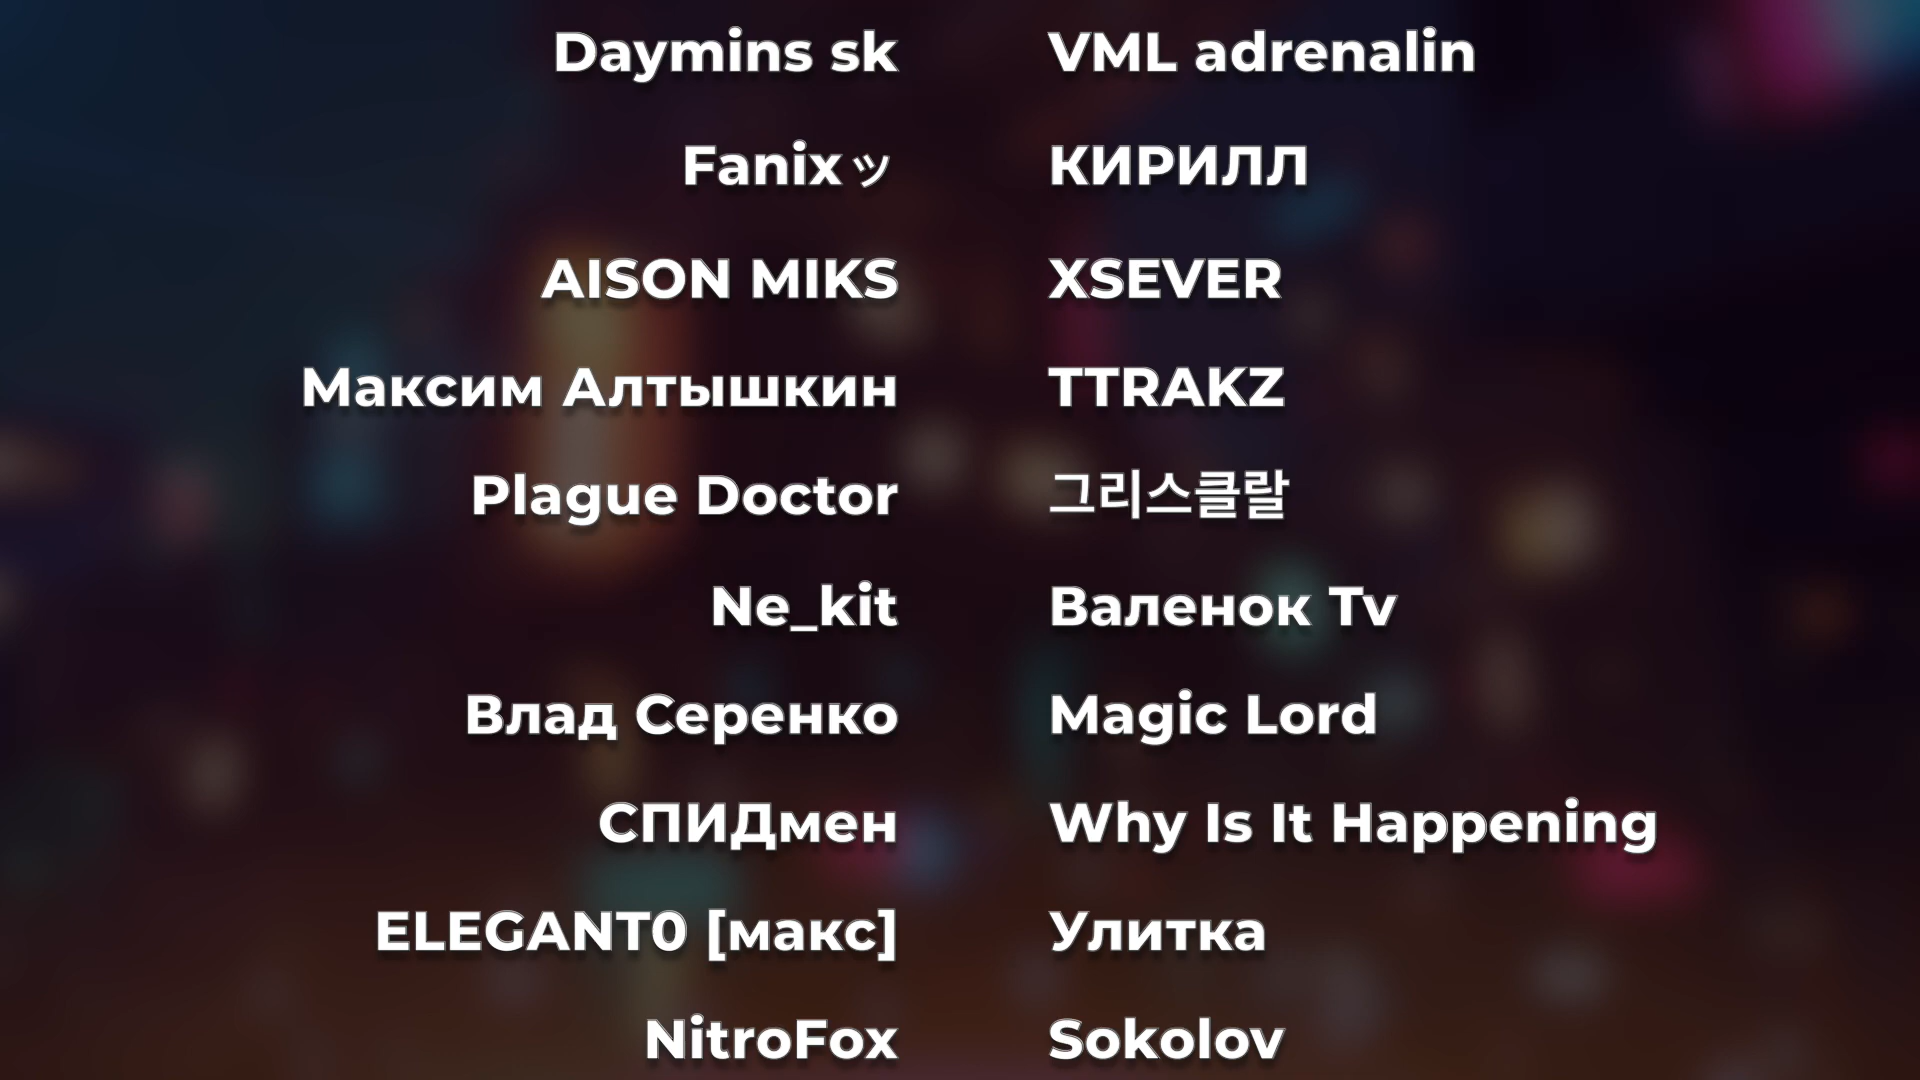 Daymins sk VML adrenalin
Fanixツ КИРИЛЛ
AISON MIKS XSEVER
Максим Алтышкин TTRAKZ
Plague Doctor 그리스클랄
Ne_kit Валенок Tv
Влад Серенко Magic Lord
СПИДмен Why Is It Happening
ELEGANT0 [макс] Улитка
NitroFox Sokolov